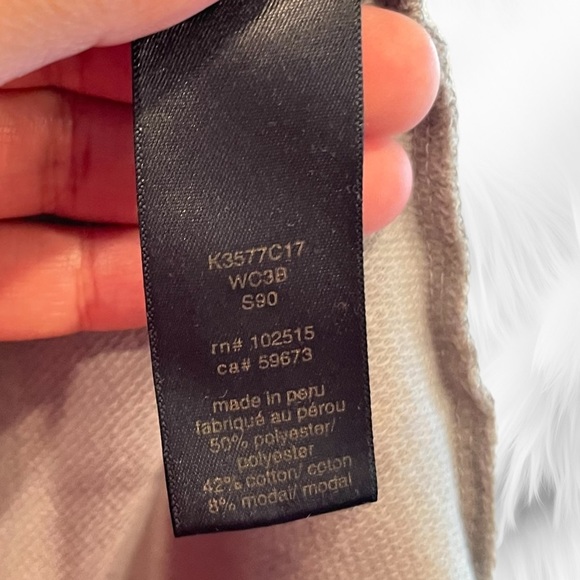 K3577C17
WC3B
S90
rn# 102515
ca# 59673
made in peru
fabriqué au pérou
50% polyester/
polyester
42% cotton/ coton
8% modal/ modal